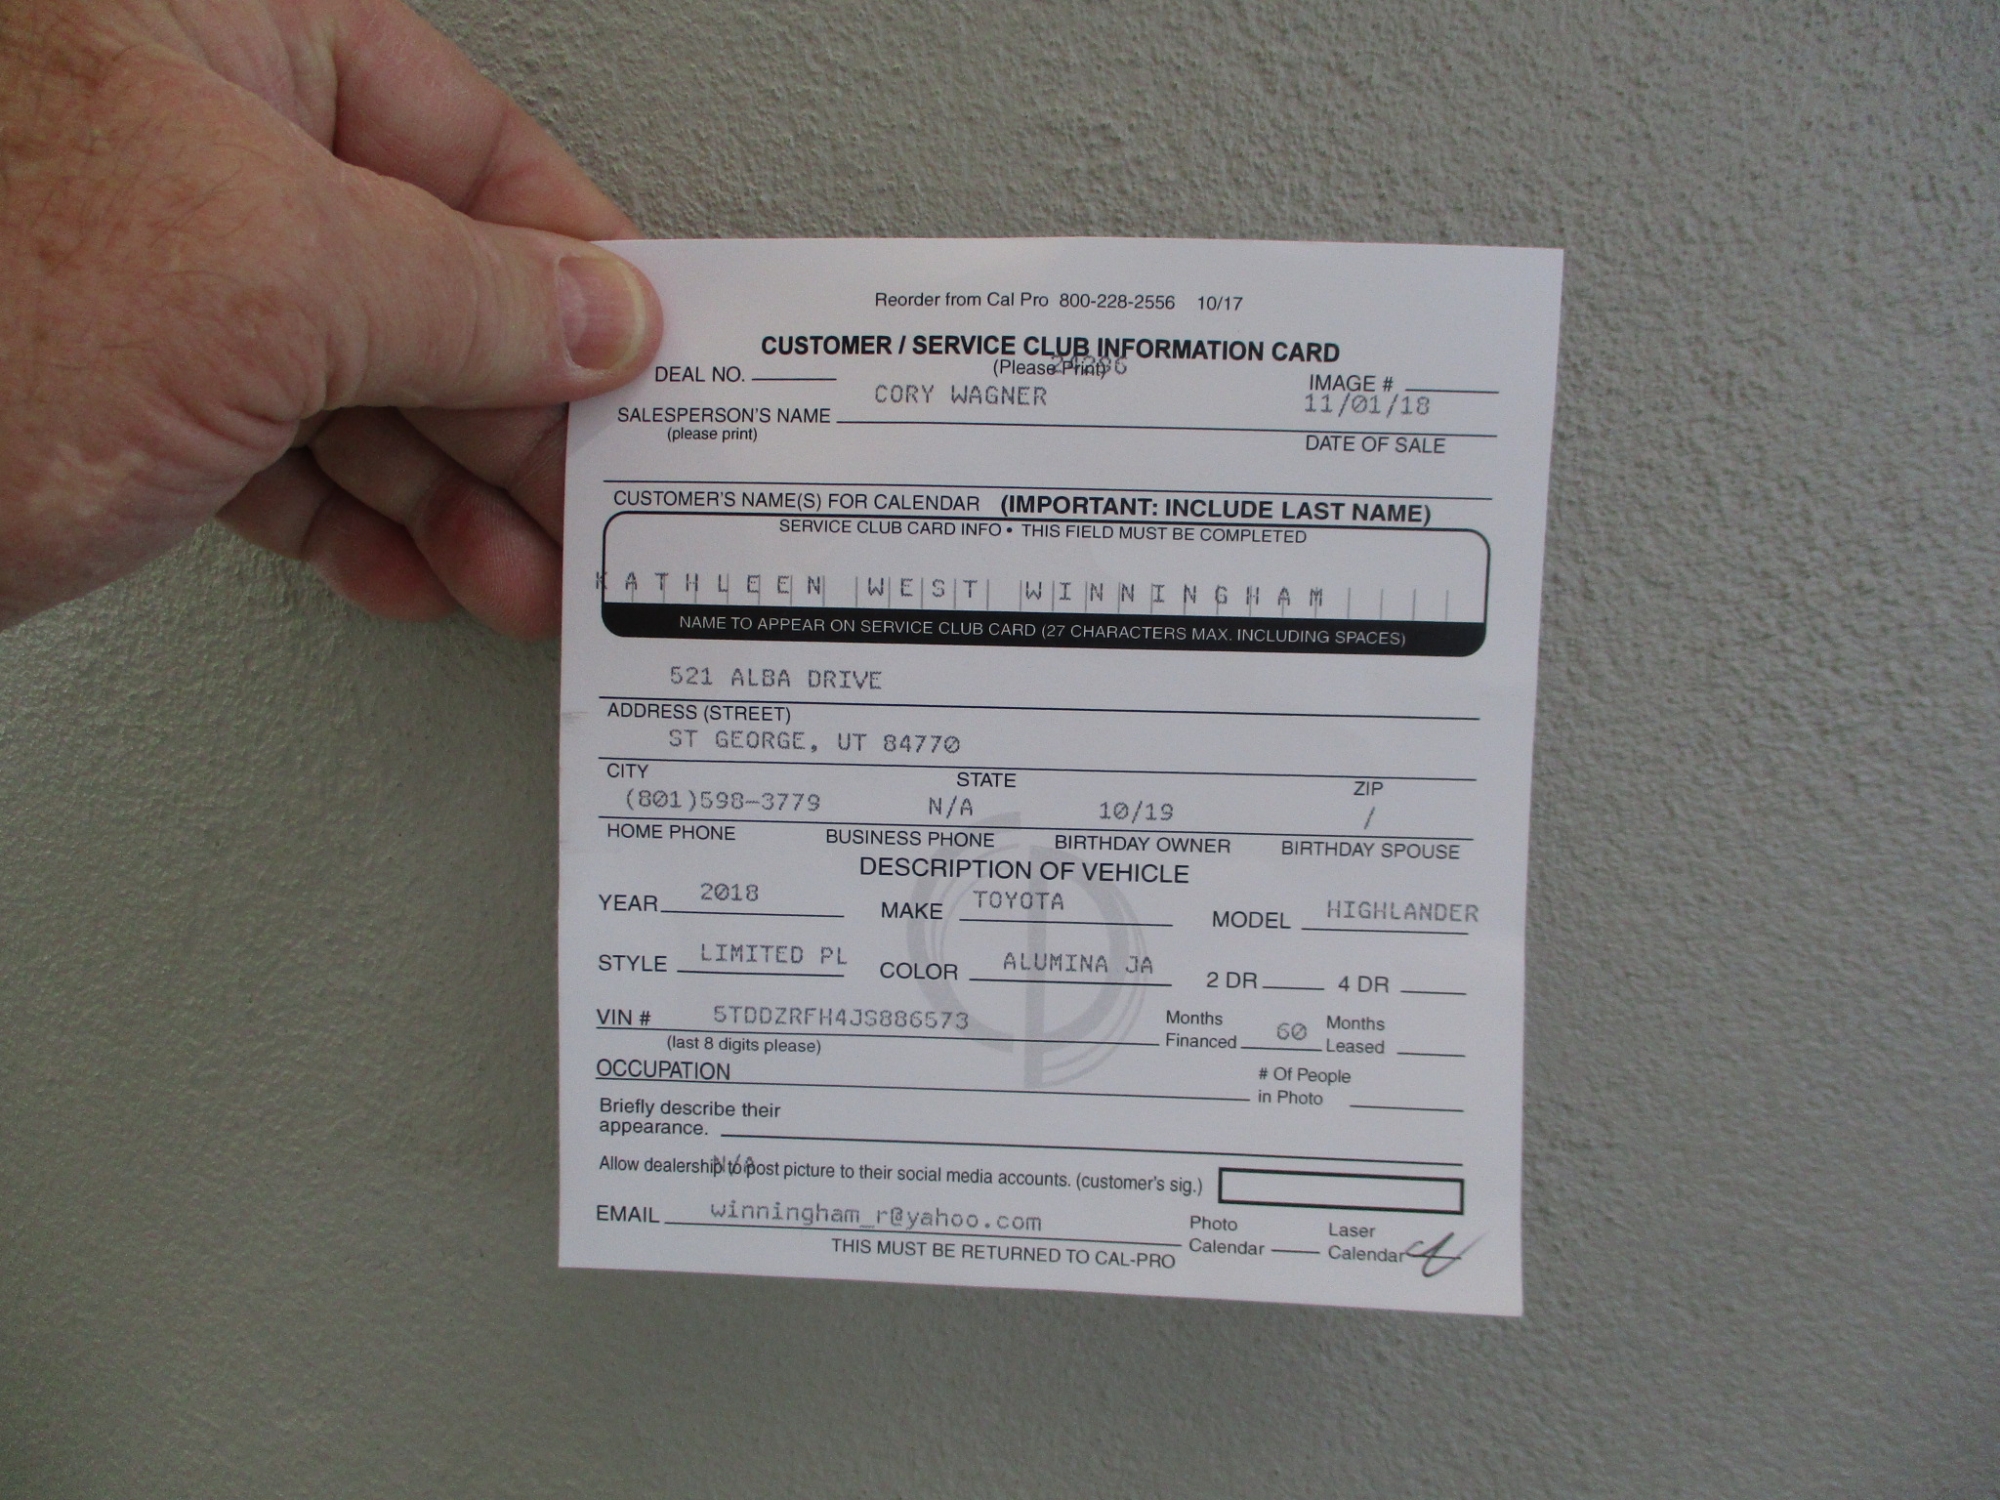 Reorder from Cal Pro 800-228-2556 10/17
CUSTOMER / SERVICE CLUB INFORMATION CARD
(Please Print)
DEAL NO. IMAGE #
CORY WAGNER 11/01/18
SALESPERSON'S NAME
(please print) DATE OF SALE
CUSTOMER'S NAME(S) FOR CALENDAR (IMPORTANT: INCLUDE LAST NAME)
SERVICE CLUB CARD INFO • THIS FIELD MUST BE COMPLETED
KATHLEEN WEST WINNINGHAM
NAME TO APPEAR ON SERVICE CLUB CARD (27 CHARACTERS MAX. INCLUDING SPACES)
521 ALBA DRIVE
ADDRESS (STREET)
ST GEORGE, UT 84770
CITY STATE ZIP
(801)598-3779 N/A 10/19 /
HOME PHONE BUSINESS PHONE BIRTHDAY OWNER BIRTHDAY SPOUSE
DESCRIPTION OF VEHICLE
YEAR 2018 MAKE TOYOTA MODEL HIGHLANDER
STYLE LIMITED PL COLOR ALUMINA JA 2 DR 4 DR
VIN # 5TDDZRFH4JS886573 Months Financed 60 Months Leased
(last 8 digits please)
OCCUPATION # Of People in Photo
Briefly describe their
appearance.
N/A
Allow dealership to post picture to their social media accounts. (customer's sig.)
EMAIL winningham_r@yahoo.com Photo Calendar Laser Calendar
THIS MUST BE RETURNED TO CAL-PRO